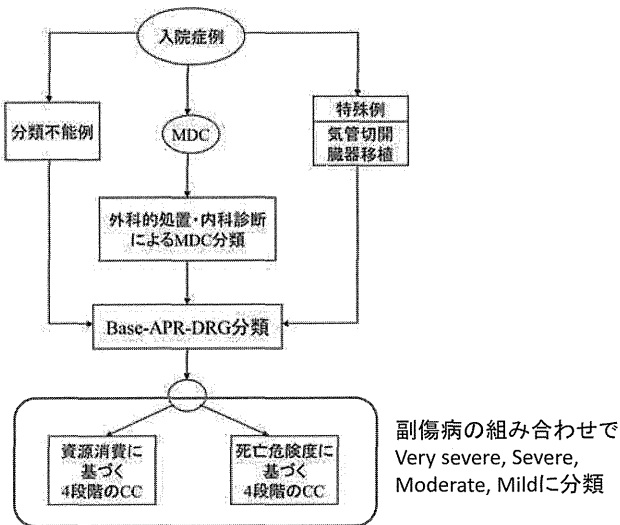 入院症例
分類不能例
MDC
特殊例
気管切開
臓器移植
外科的処置・内科診断
によるMDC分類
Base-APR-DRG分類
資源消費に
基づく
4段階のCC
死亡危険度に
基づく
4段階のCC
副傷病の組み合わせで
Very severe, Severe,
Moderate, Mildに分類